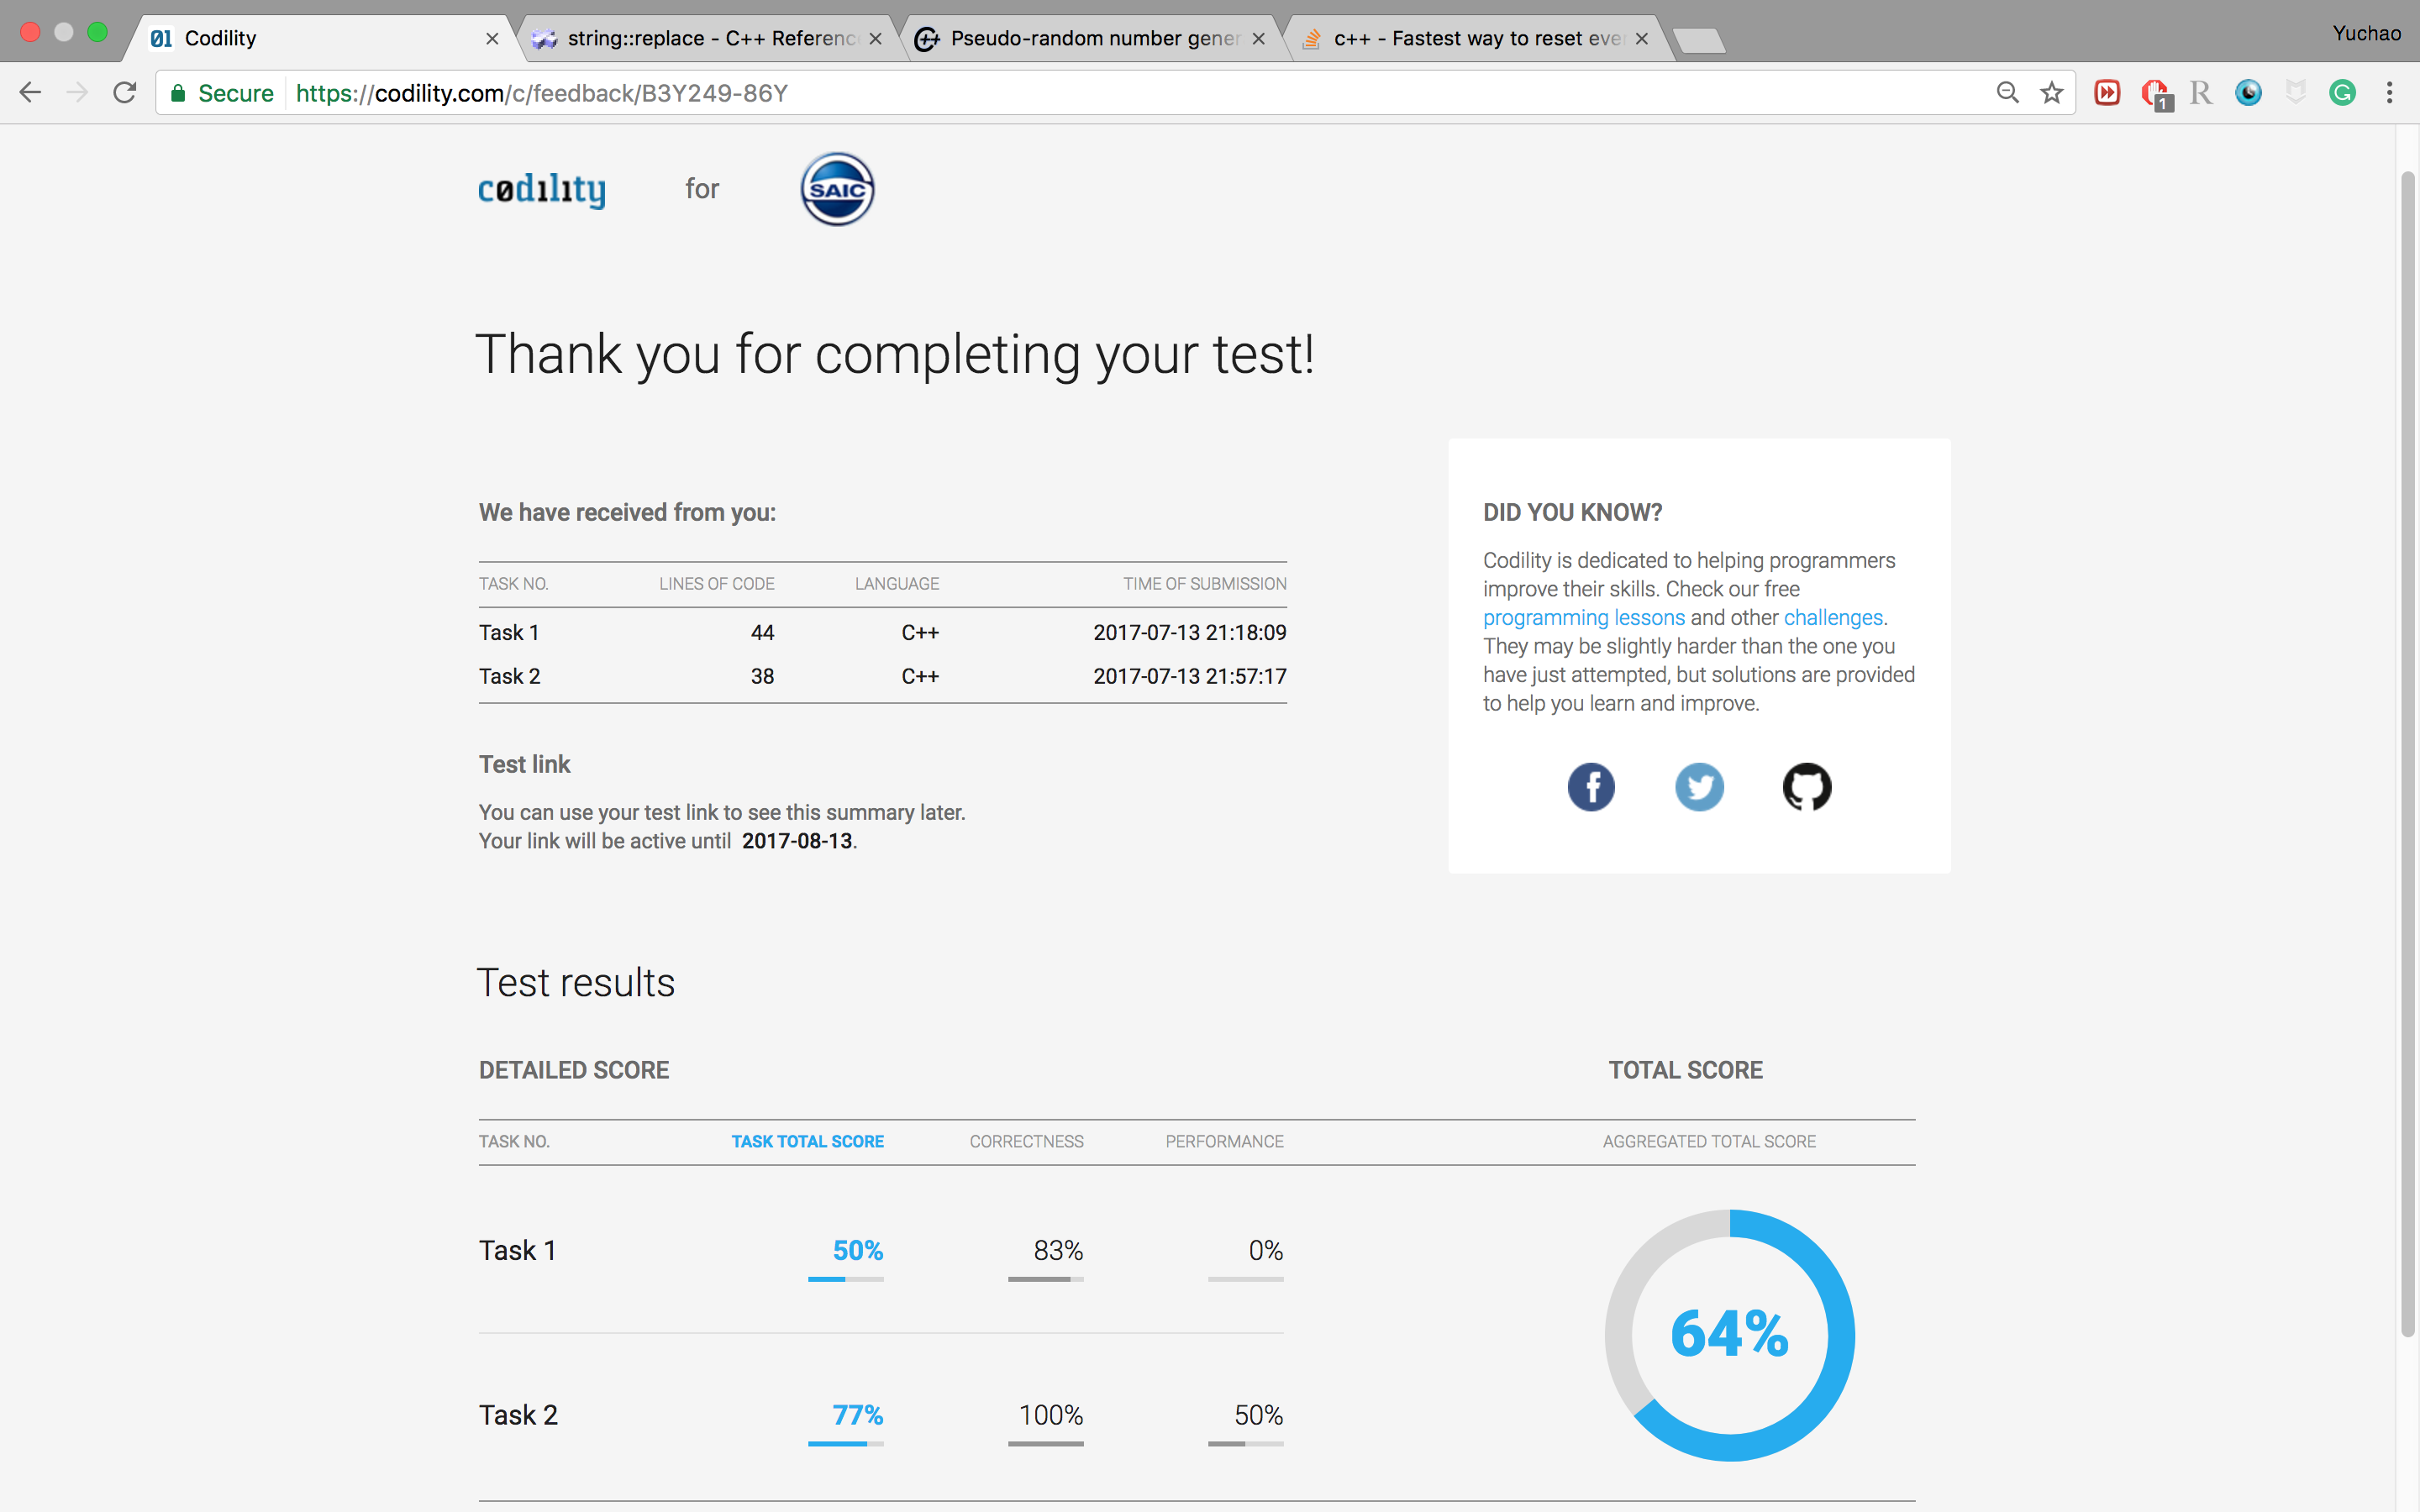 Codility
string::replace - C++ Referenc
Pseudo-random number gener
c++ - Fastest way to reset eve
Yuchao
Secure
https://codility.com/c/feedback/B3Y249-86Y
1
R
G
codility for SAIC
Thank you for completing your test!
We have received from you:
TASK NO. LINES OF CODE LANGUAGE TIME OF SUBMISSION
Task 1 44 C++ 2017-07-13 21:18:09
Task 2 38 C++ 2017-07-13 21:57:17
Test link
You can use your test link to see this summary later.
Your link will be active until 2017-08-13.
DID YOU KNOW?
Codility is dedicated to helping programmers
improve their skills. Check our free
programming lessons and other challenges.
They may be slightly harder than the one you
have just attempted, but solutions are provided
to help you learn and improve.
Test results
DETAILED SCORE
TASK NO. TASK TOTAL SCORE CORRECTNESS PERFORMANCE
Task 1 50% 83% 0%
Task 2 77% 100% 50%
TOTAL SCORE
AGGREGATED TOTAL SCORE
64%